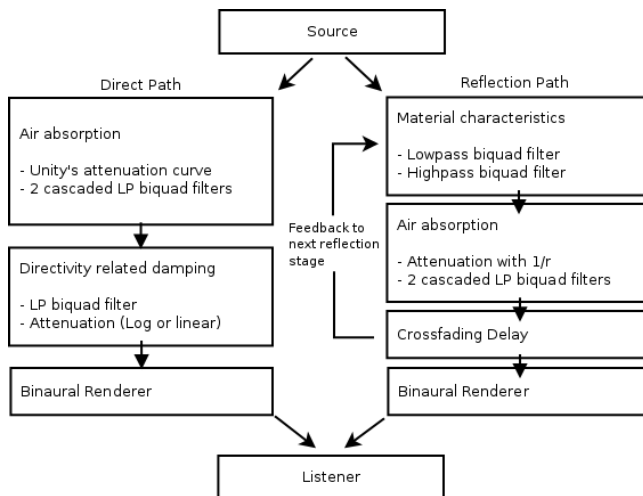 Source
Direct Path
Air absorption
- Unity's attenuation curve
- 2 cascaded LP biquad filters
Directivity related damping
- LP biquad filter
- Attenuation (Log or linear)
Binaural Renderer
Reflection Path
Material characteristics
- Lowpass biquad filter
- Highpass biquad filter
Feedback to
next reflection
stage
Air absorption
- Attenuation with 1/r
- 2 cascaded LP biquad filters
Crossfading Delay
Binaural Renderer
Listener